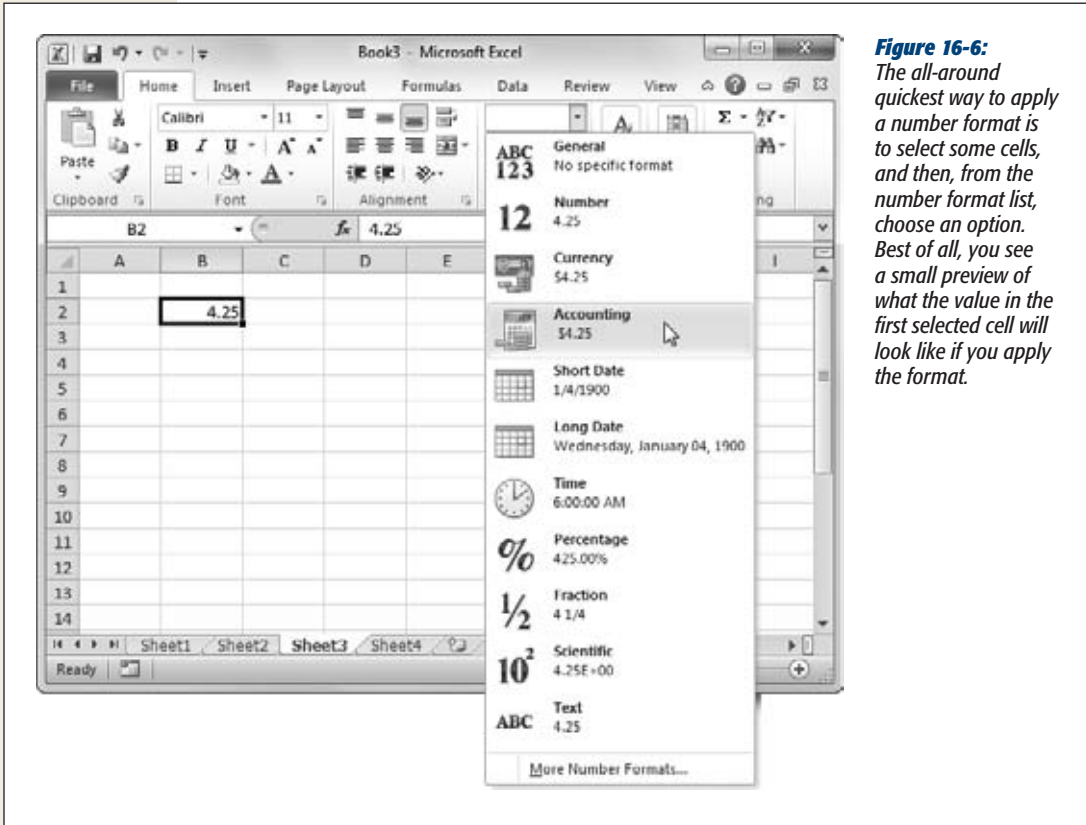 Book3 - Microsoft Excel
File Home Insert Page Layout Formulas Data Review View
Calibri 11
Paste
B I U A A
A
Σ
Clipboard Font Alignment
B2 fx 4.25
A B C D E I
1
2 4.25
3
4
5
6
7
8
9
10
11
12
13
14
Sheet1 Sheet2 Sheet3 Sheet4
Ready
ABC
123
General
No specific format
12
Number
4.25
Currency
$4.25
Accounting
$4.25
Short Date
1/4/1900
Long Date
Wednesday, January 04, 1900
Time
6:00:00 AM
%
Percentage
425.00%
1/2
Fraction
4 1/4
10²
Scientific
4.25E+00
ABC
Text
4.25
More Number Formats...
Figure 16-6:
The all-around
quickest way to apply
a number format is
to select some cells,
and then, from the
number format list,
choose an option.
Best of all, you see
a small preview of
what the value in the
first selected cell will
look like if you apply
the format.